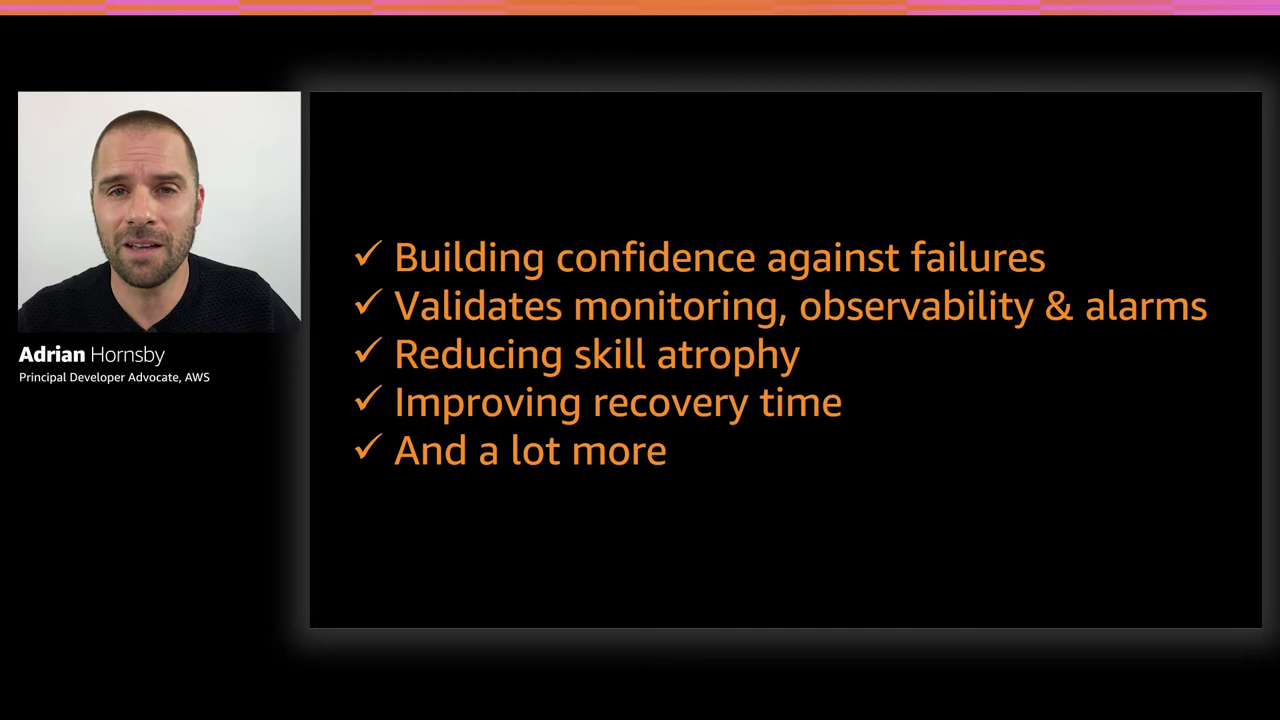 Adrian Hornsby
Principal Developer Advocate, AWS
✓ Building confidence against failures
✓ Validates monitoring, observability & alarms
✓ Reducing skill atrophy
✓ Improving recovery time
✓ And a lot more